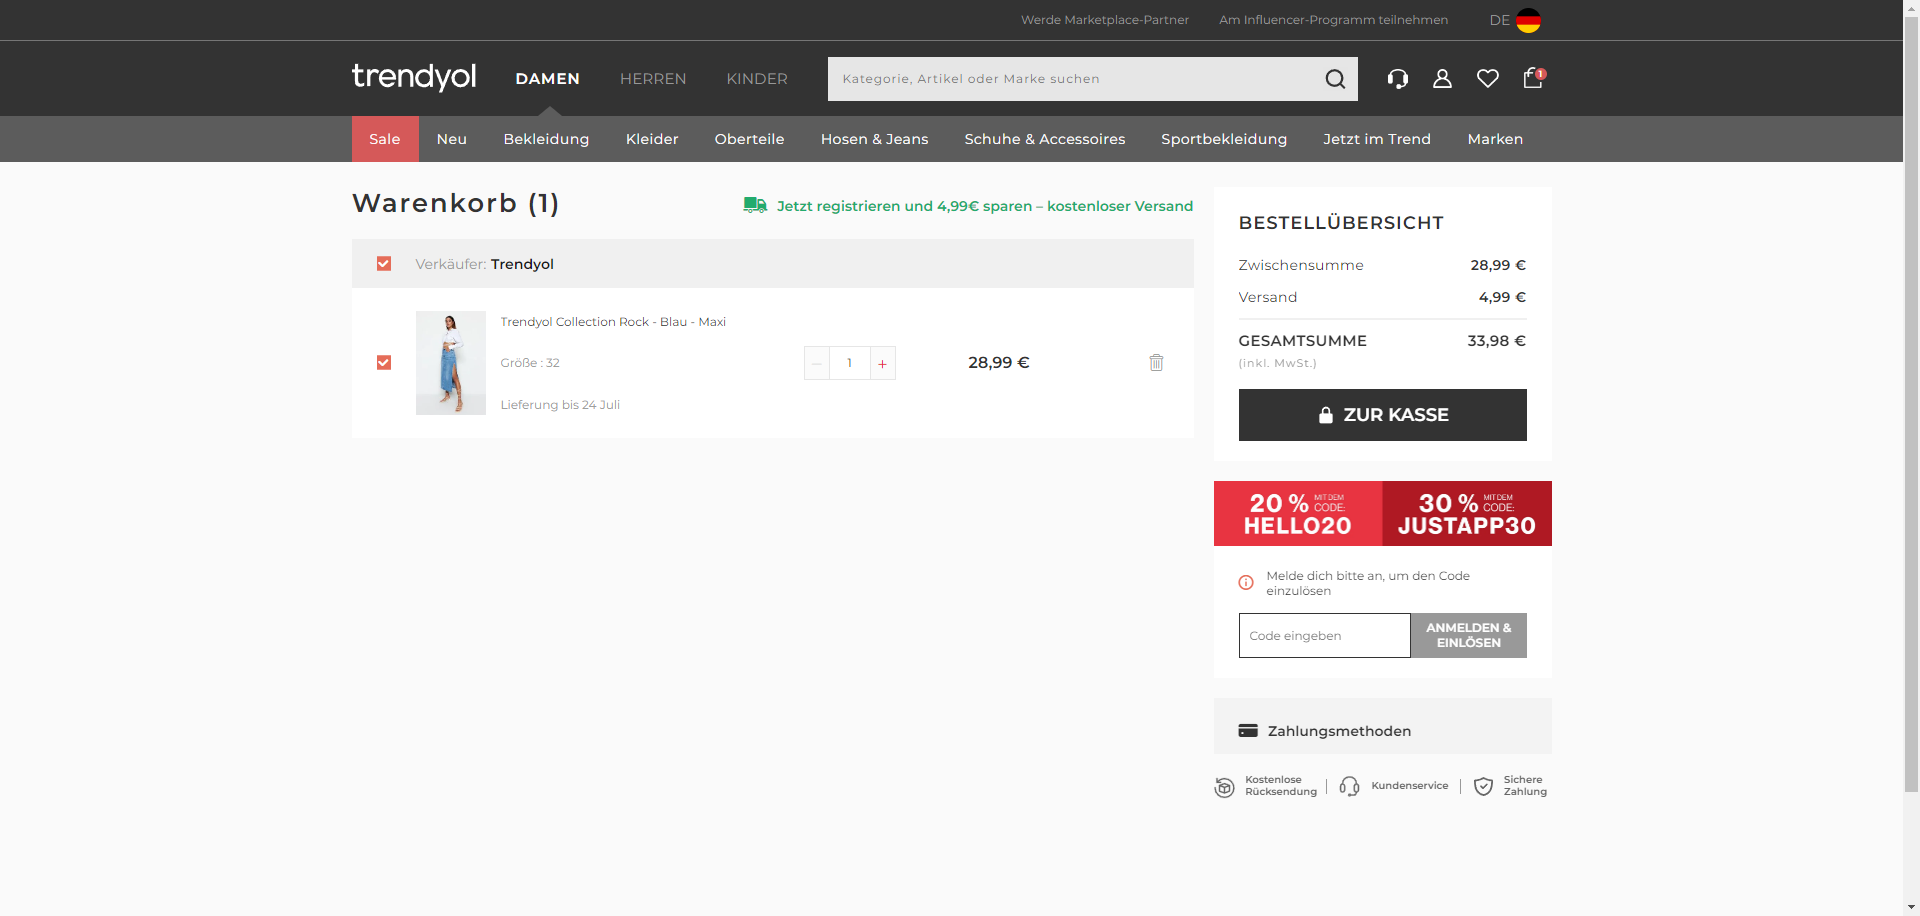 Werde Marketplace-Partner
Am Influencer-Programm teilnehmen
DE
trendyol
DAMEN
HERREN
KINDER
Kategorie, Artikel oder Marke suchen
1
Sale
Neu
Bekleidung
Kleider
Oberteile
Hosen & Jeans
Schuhe & Accessoires
Sportbekleidung
Jetzt im Trend
Marken
Warenkorb (1)
Jetzt registrieren und 4,99€ sparen – kostenloser Versand
Verkäufer: Trendyol
Trendyol Collection Rock - Blau - Maxi
Größe : 32
Lieferung bis 24 Juli
1
+
28,99 €
BESTELLÜBERSICHT
Zwischensumme 28,99 €
Versand 4,99 €
GESAMTSUMME 33,98 €
(inkl. MwSt.)
ZUR KASSE
20 % MIT DEM CODE:
HELLO20
30 % MIT DEM CODE:
JUSTAPP30
Melde dich bitte an, um den Code
einzulösen
Code eingeben
ANMELDEN &
EINLÖSEN
Zahlungsmethoden
Kostenlose
Rücksendung
Kundenservice
Sichere
Zahlung